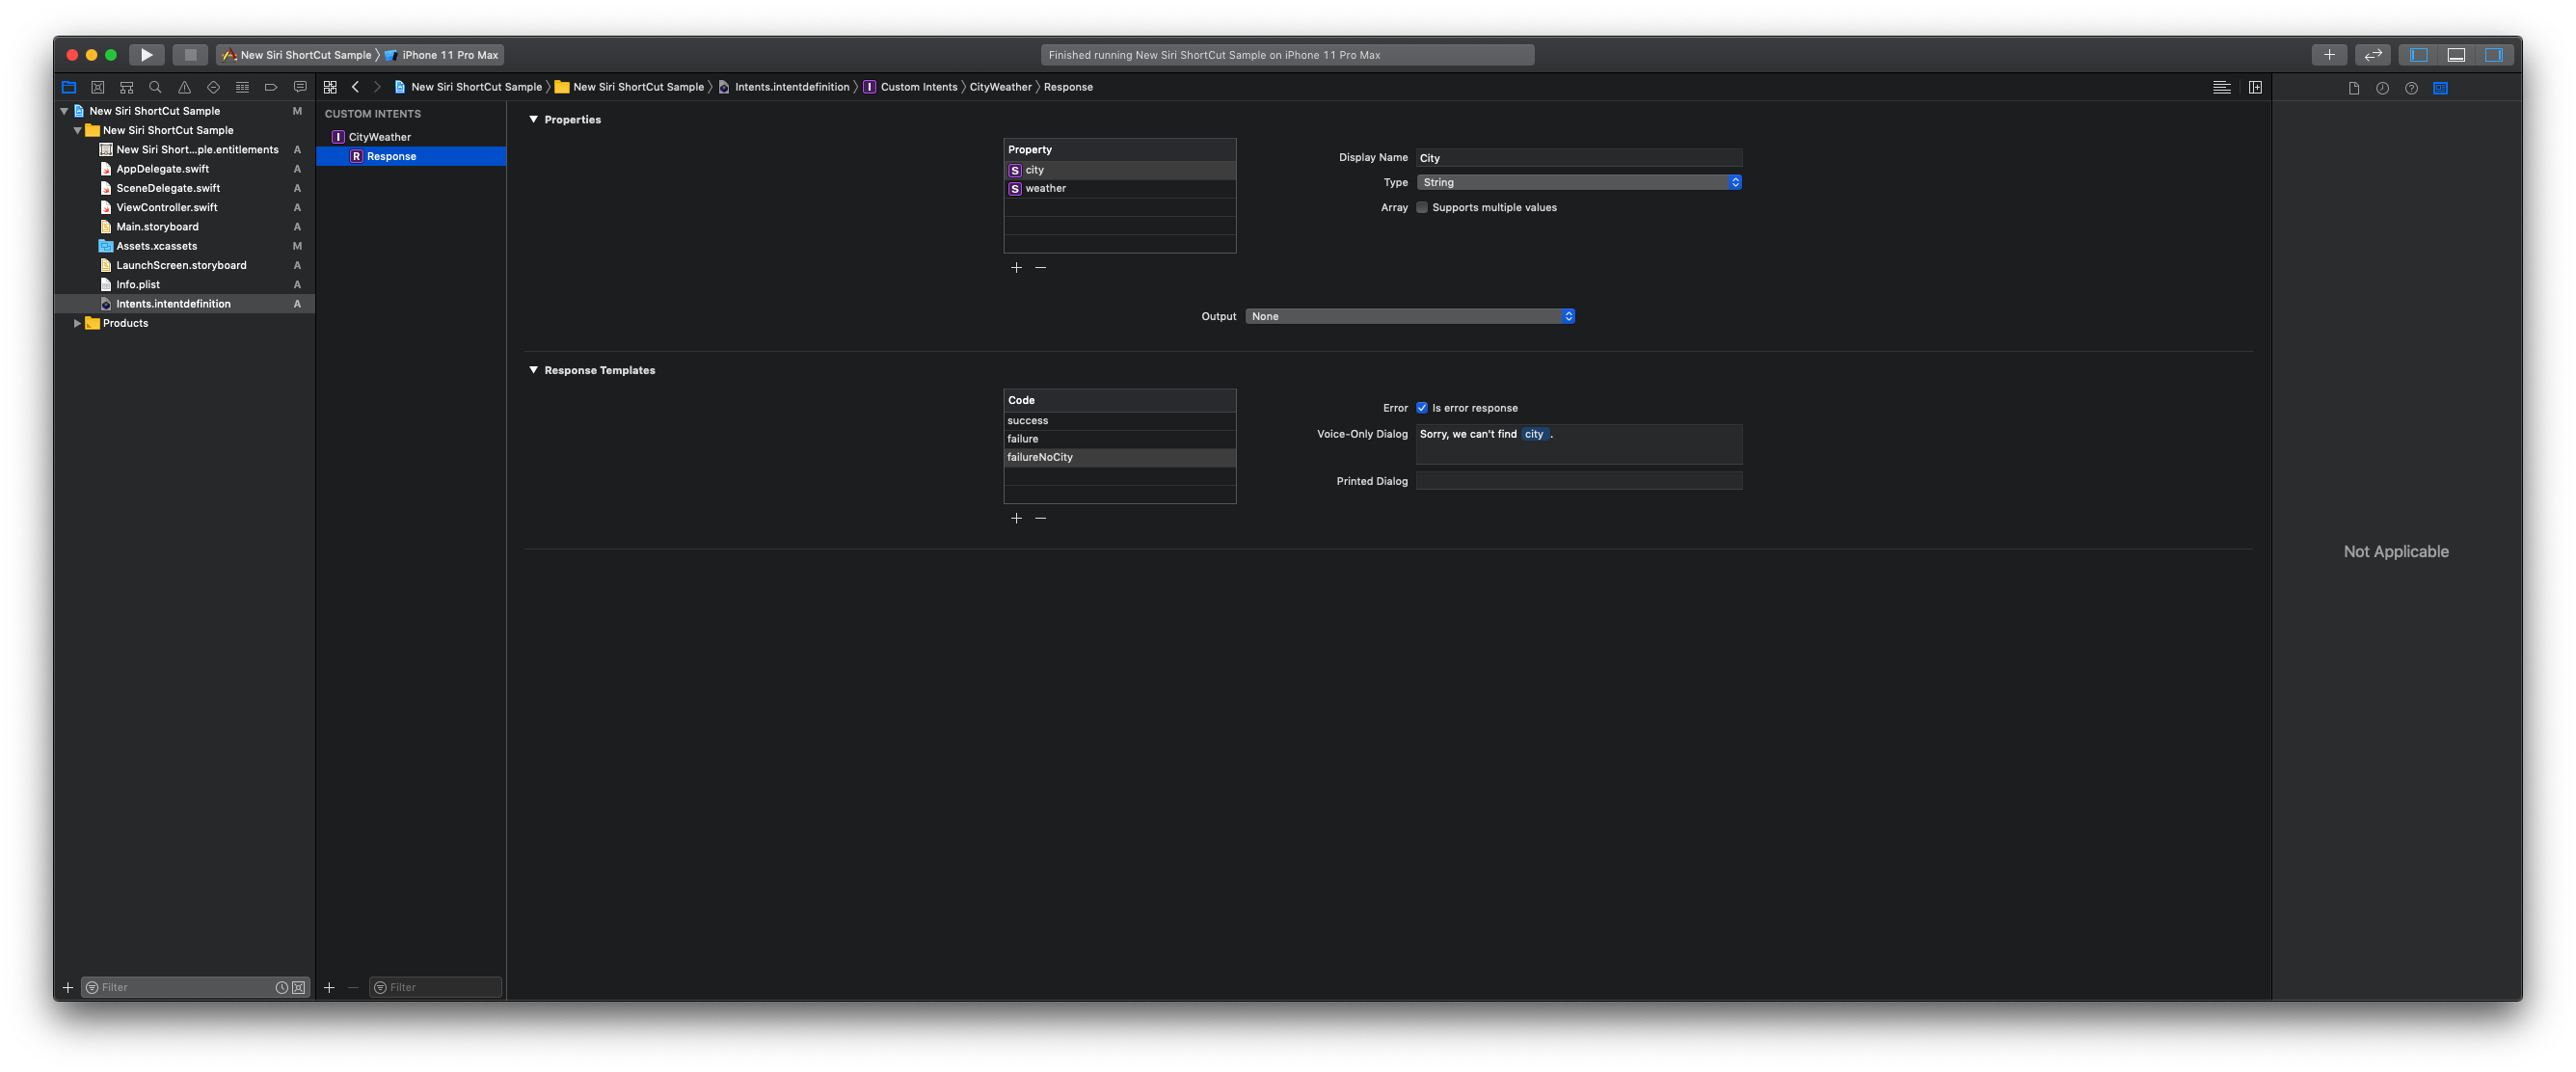 New Siri ShortCut Sample iPhone 11 Pro Max
Finished running New Siri ShortCut Sample on iPhone 11 Pro Max
New Siri ShortCut Sample New Siri ShortCut Sample Intents.intentdefinition I Custom Intents CityWeather Response
New Siri ShortCut Sample M
New Siri ShortCut Sample
New Siri Short...ple.entitlements A
AppDelegate.swift A
SceneDelegate.swift A
ViewController.swift A
Main.storyboard A
Assets.xcassets M
LaunchScreen.storyboard A
Info.plist A
Intents.intentdefinition A
Products
Filter
CUSTOM INTENTS
I CityWeather
R Response
Filter
Properties
Property
S city
S weather
Display Name City
Type String
Array Supports multiple values
Output None
Response Templates
Code
success
failure
failureNoCity
Error Is error response
Voice-Only Dialog Sorry, we can't find city .
Printed Dialog
Not Applicable